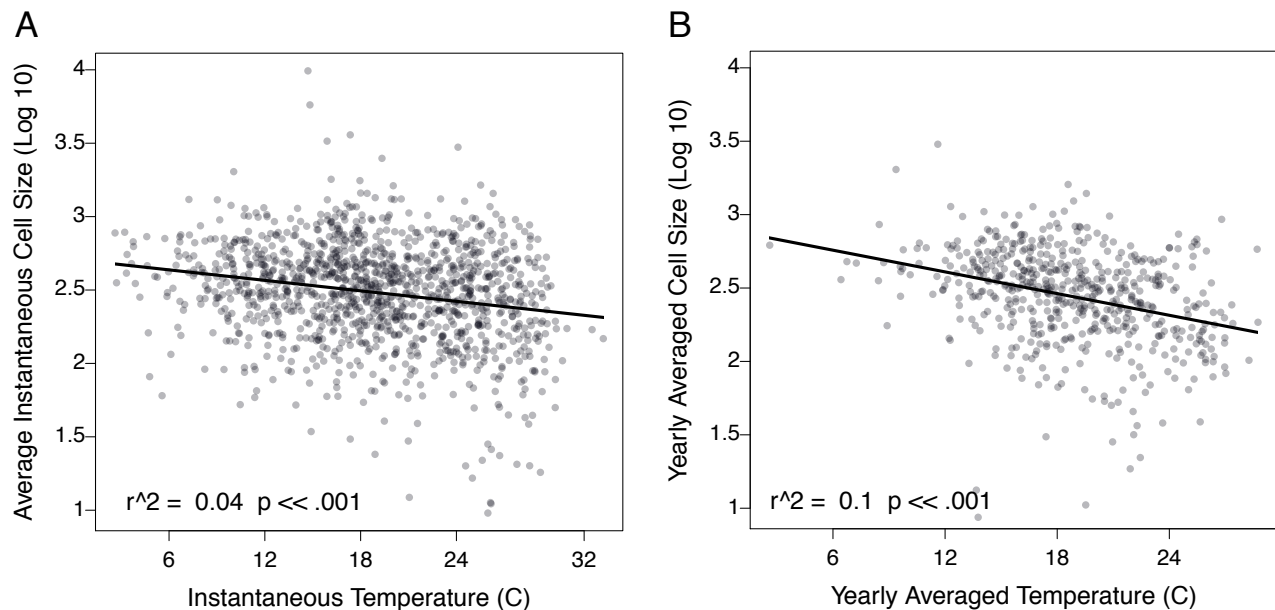 A
Average Instantaneous Cell Size (Log 10)
4
3.5
3
2.5
2
1.5
1
r^2 = 0.04 p << .001
6 12 18 24 32
Instantaneous Temperature (C)
B
Yearly Averaged Cell Size (Log 10)
4
3.5
3
2.5
2
1.5
1
r^2 = 0.1 p << .001
6 12 18 24
Yearly Averaged Temperature (C)